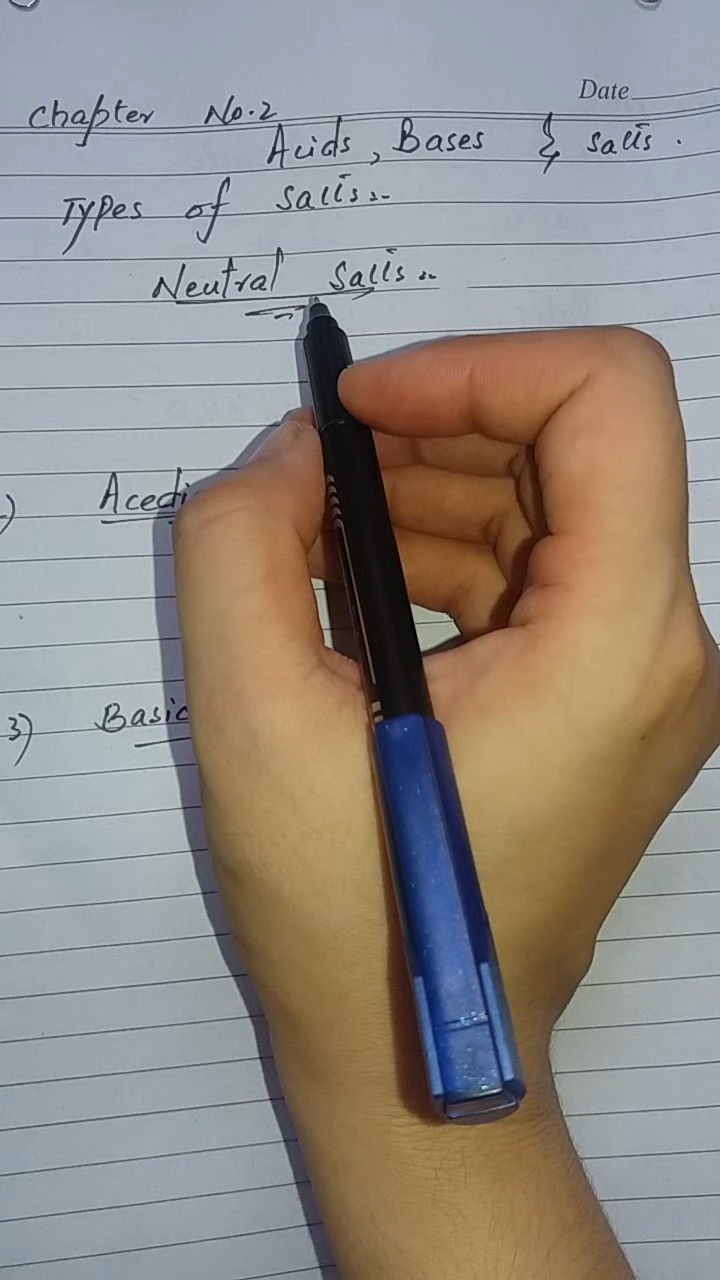 Date
Chapter No.2
Acids, Bases & Salts.
Types of Salts:-
Neutral Salts:-
Acedi
3) Basic